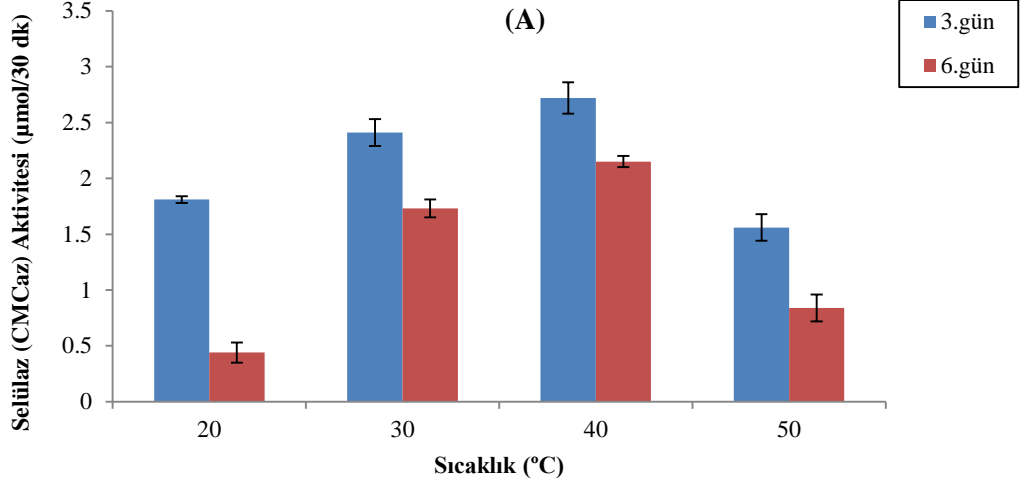 (A)
3.gün
6.gün
Selülaz (CMCaz) Aktivitesi (µmol/30 dk)
3.5
3
2.5
2
1.5
1
0.5
0
20 30 40 50
Sıcaklık (ºC)